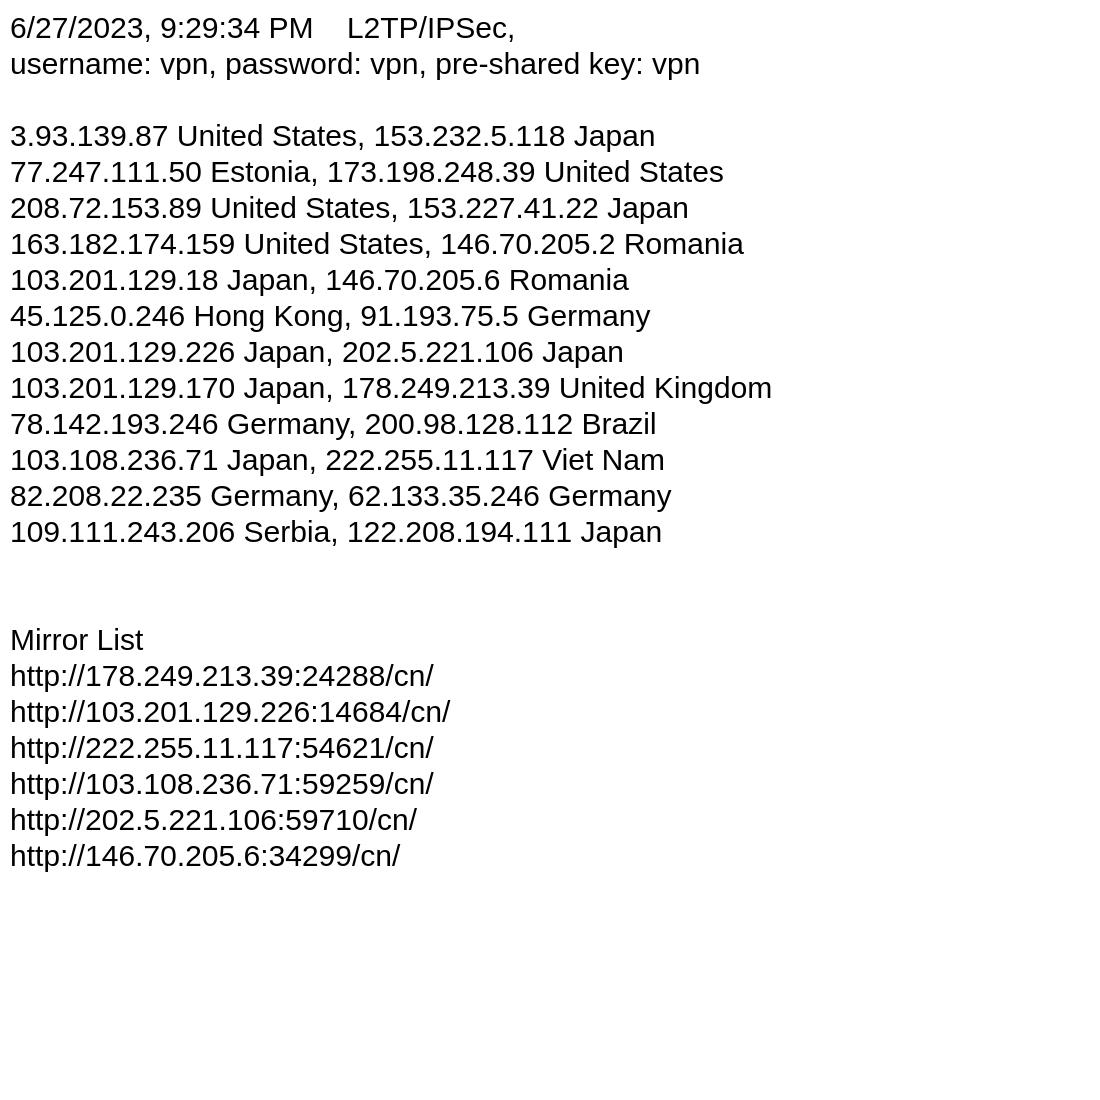 6/27/2023, 9:29:34 PM    L2TP/IPSec,
username: vpn, password: vpn, pre-shared key: vpn
3.93.139.87 United States, 153.232.5.118 Japan
77.247.111.50 Estonia, 173.198.248.39 United States
208.72.153.89 United States, 153.227.41.22 Japan
163.182.174.159 United States, 146.70.205.2 Romania
103.201.129.18 Japan, 146.70.205.6 Romania
45.125.0.246 Hong Kong, 91.193.75.5 Germany
103.201.129.226 Japan, 202.5.221.106 Japan
103.201.129.170 Japan, 178.249.213.39 United Kingdom
78.142.193.246 Germany, 200.98.128.112 Brazil
103.108.236.71 Japan, 222.255.11.117 Viet Nam
82.208.22.235 Germany, 62.133.35.246 Germany
109.111.243.206 Serbia, 122.208.194.111 Japan
Mirror List
http://178.249.213.39:24288/cn/
http://103.201.129.226:14684/cn/
http://222.255.11.117:54621/cn/
http://103.108.236.71:59259/cn/
http://202.5.221.106:59710/cn/
http://146.70.205.6:34299/cn/